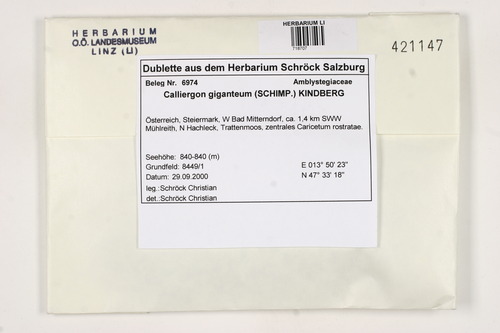 HERBARIUM
O.Ö. LANDESMUSEUM
LINZ (LI)
HERBARIUM LI
716707
421147
Dublette aus dem Herbarium Schröck Salzburg
Beleg Nr. 6974 Amblystegiaceae
Calliergon giganteum (SCHIMP.) KINDBERG
Österreich, Steiermark, W Bad Mitterndorf, ca. 1,4 km SWW
Mühlreith, N Hachleck, Trattenmoos, zentrales Caricetum rostratae.
Seehöhe: 840-840 (m)
Grundfeld: 8449/1 E 013° 50' 23"
Datum: 29.09.2000 N 47° 33' 18"
leg.:Schröck Christian
det.:Schröck Christian